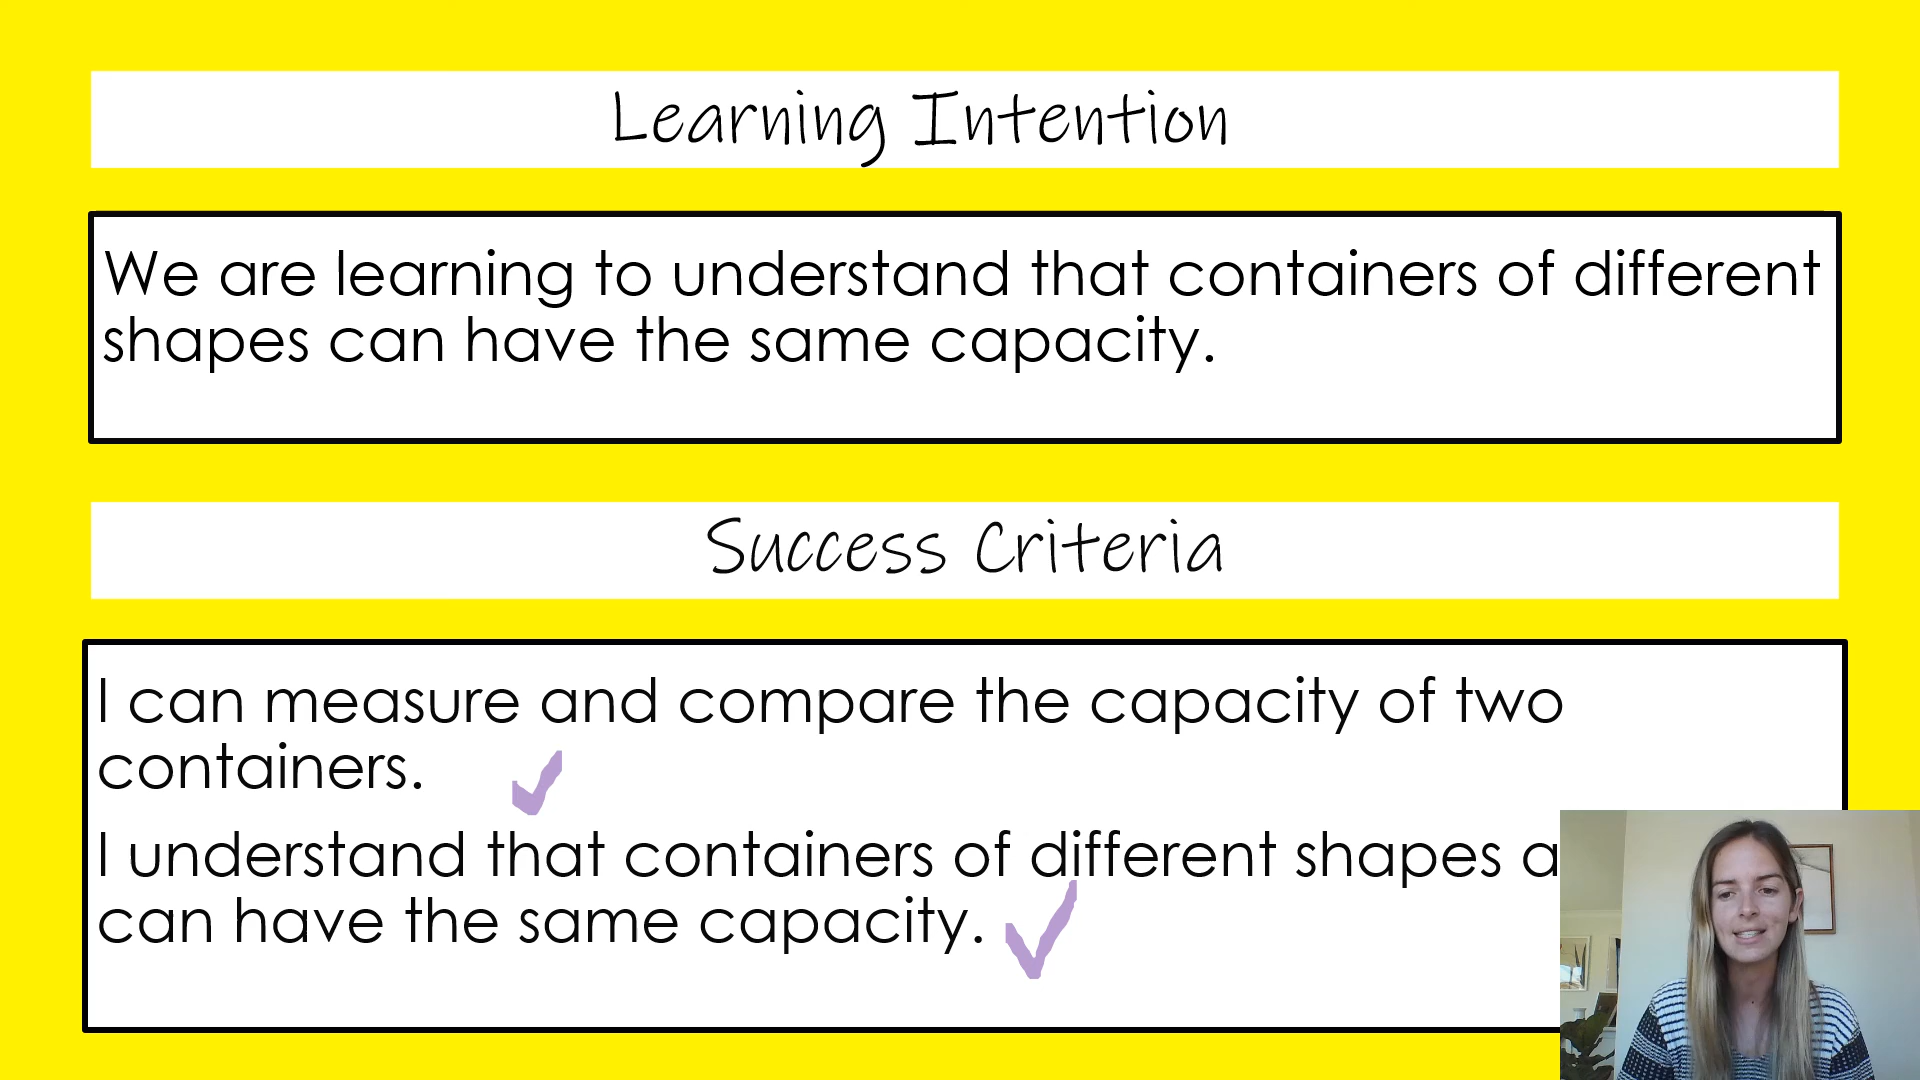 Learning Intention
We are learning to understand that containers of different
shapes can have the same capacity.
Success Criteria
I can measure and compare the capacity of two
containers.
I understand that containers of different shapes
can have the same capacity.